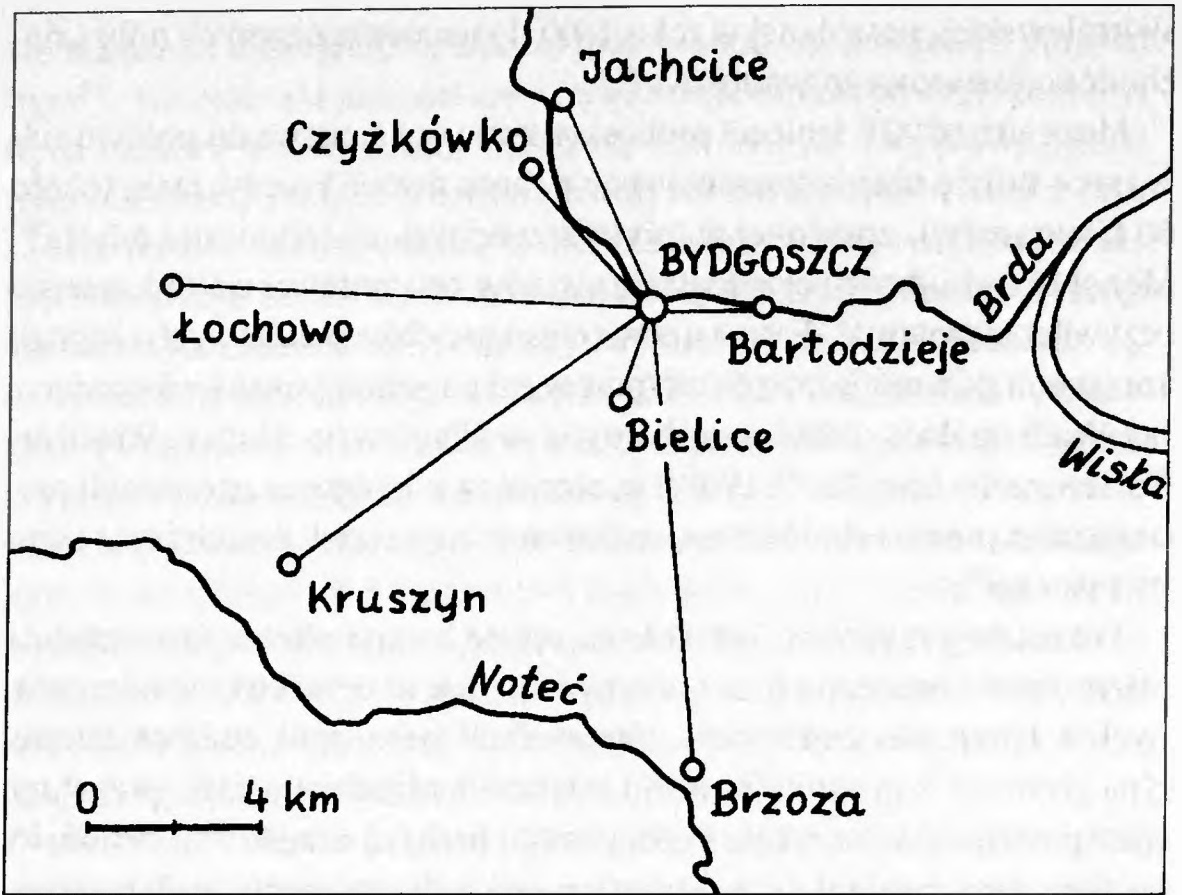 Jachcice
Czyżkówko
BYDGOSZCZ
Brda
Łochowo
Bartodzieje
Bielice
Wisła
Kruszyn
Noteć
Brzoza
0 4 km